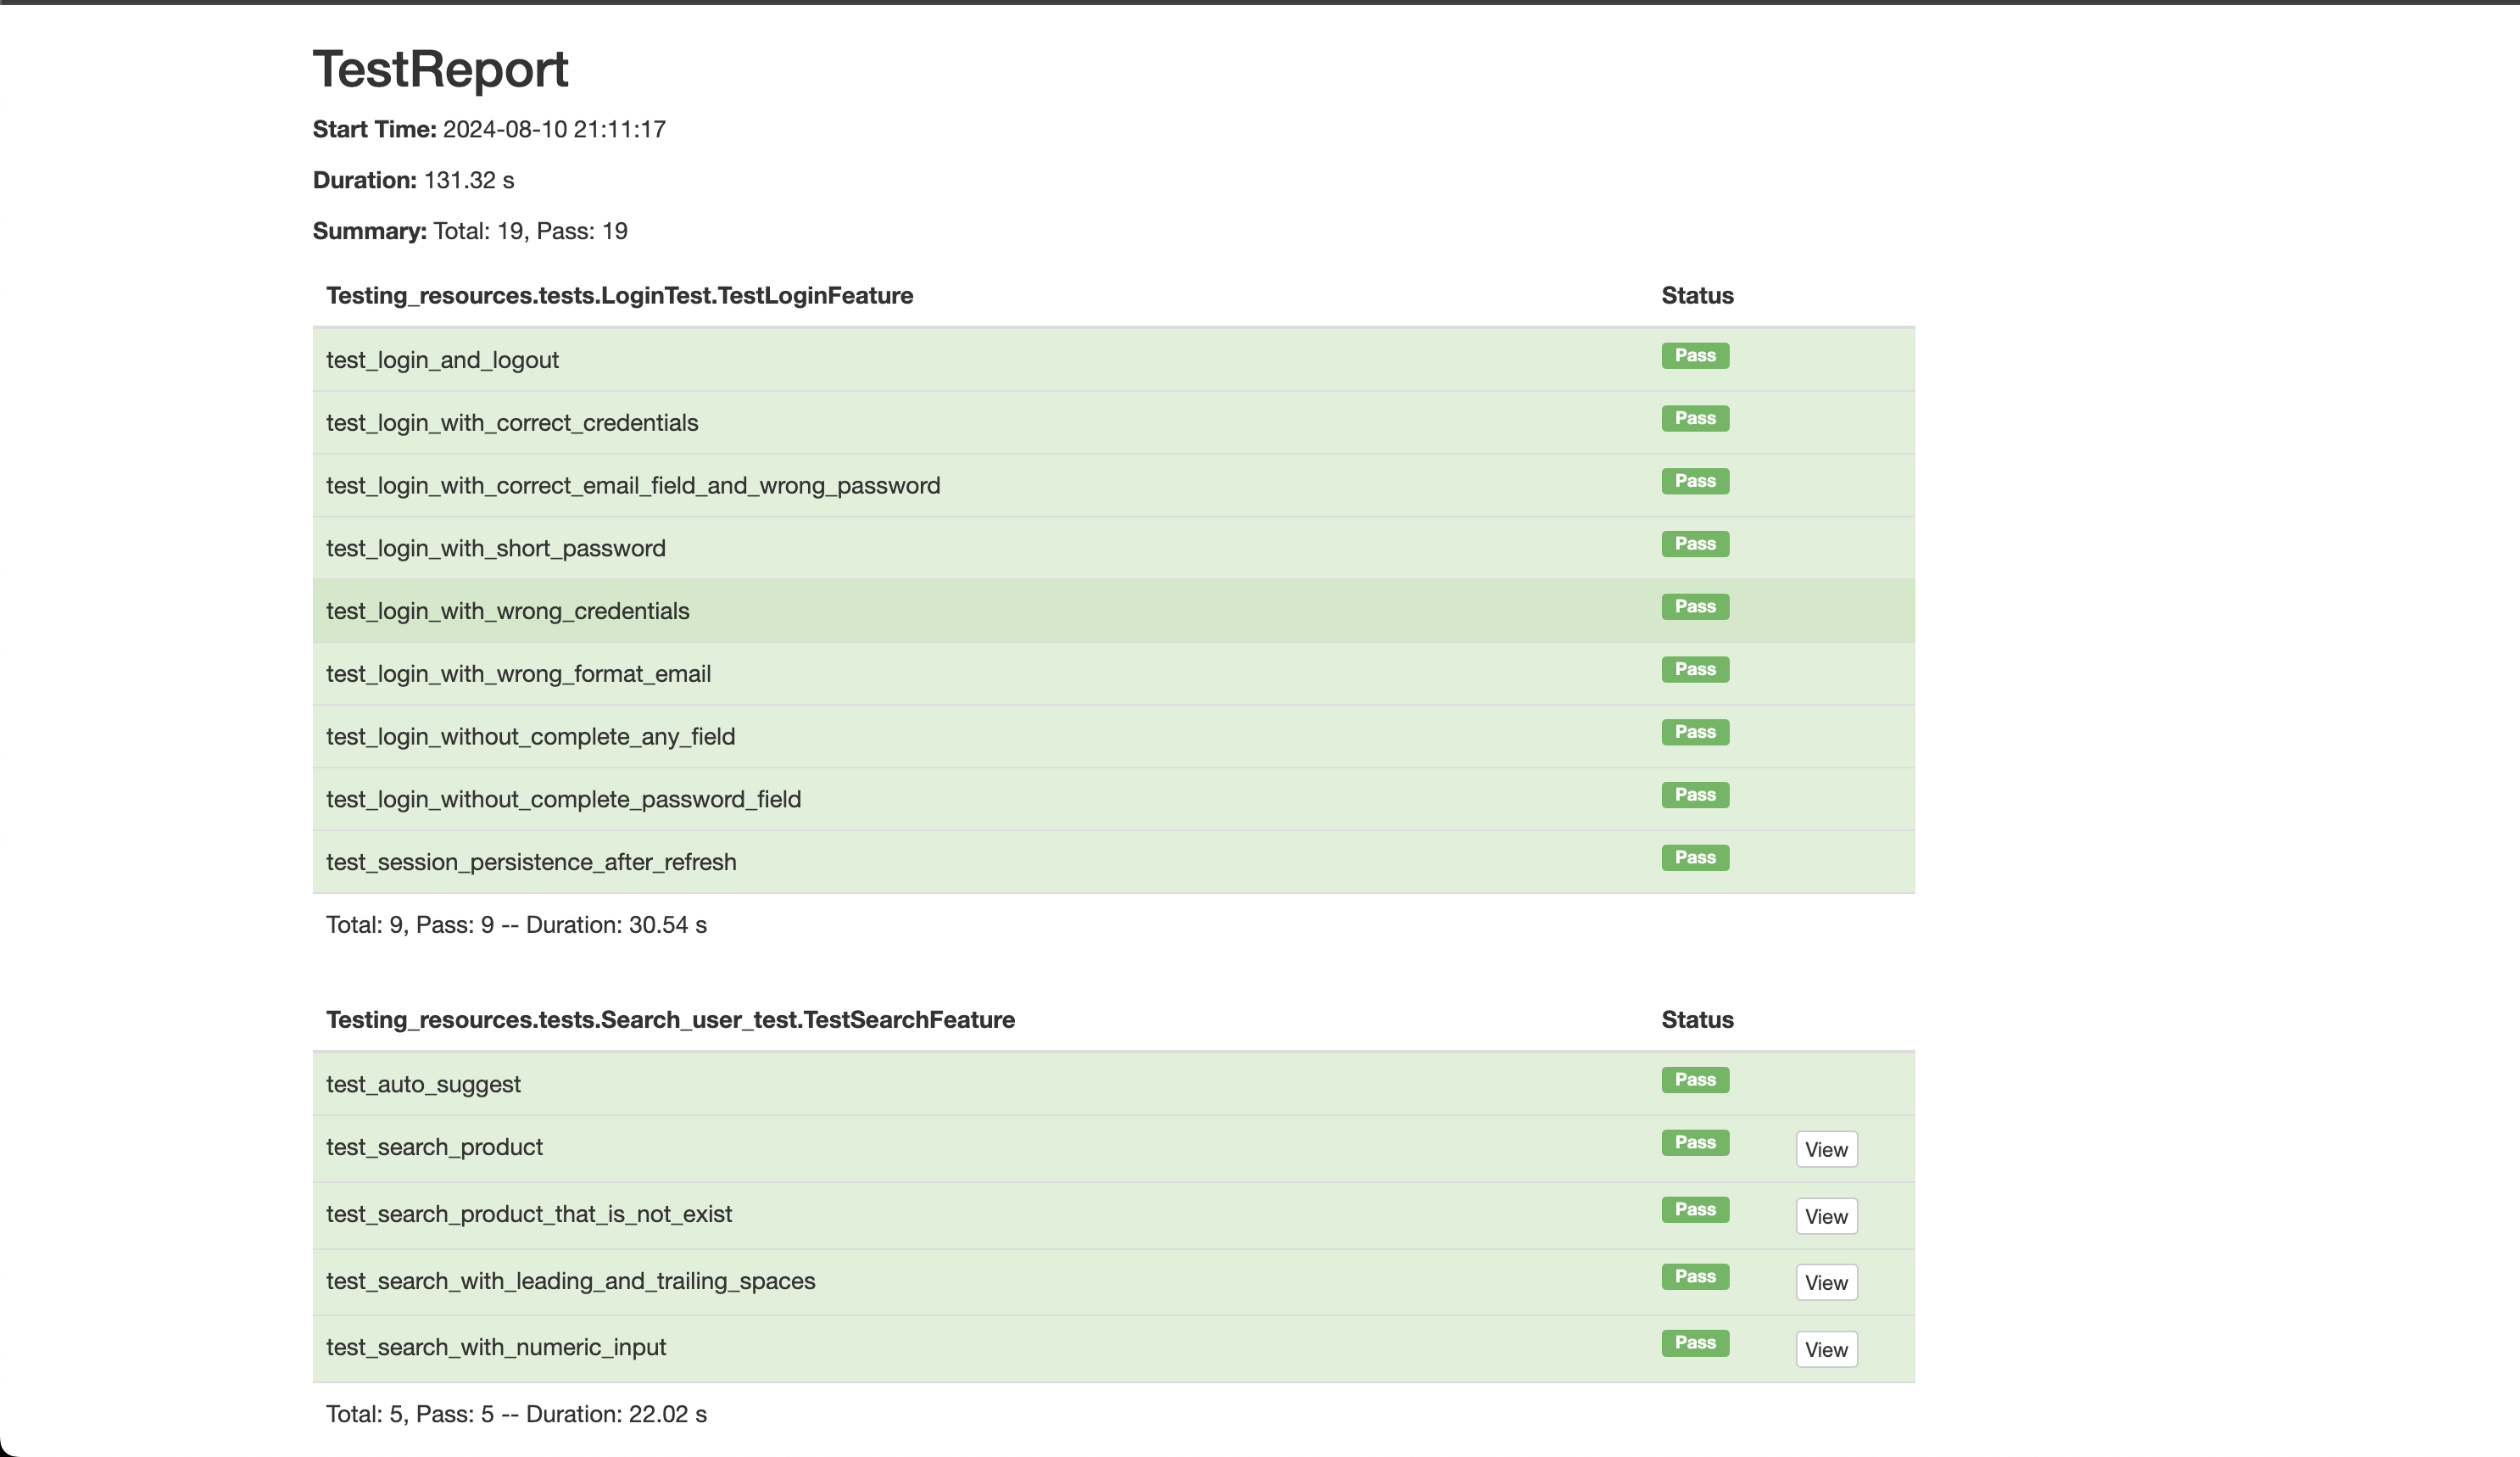 TestReport
Start Time: 2024-08-10 21:11:17
Duration: 131.32 s
Summary: Total: 19, Pass: 19
Testing_resources.tests.LoginTest.TestLoginFeature Status
test_login_and_logout Pass
test_login_with_correct_credentials Pass
test_login_with_correct_email_field_and_wrong_password Pass
test_login_with_short_password Pass
test_login_with_wrong_credentials Pass
test_login_with_wrong_format_email Pass
test_login_without_complete_any_field Pass
test_login_without_complete_password_field Pass
test_session_persistence_after_refresh Pass
Total: 9, Pass: 9 -- Duration: 30.54 s
Testing_resources.tests.Search_user_test.TestSearchFeature Status
test_auto_suggest Pass
test_search_product Pass View
test_search_product_that_is_not_exist Pass View
test_search_with_leading_and_trailing_spaces Pass View
test_search_with_numeric_input Pass View
Total: 5, Pass: 5 -- Duration: 22.02 s